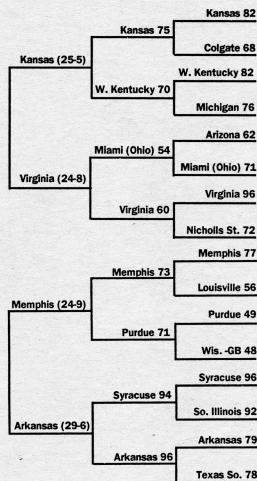 Kansas 82
Kansas 75
Colgate 68
Kansas (25-5)
W. Kentucky 82
W. Kentucky 70
Michigan 76
Arizona 62
Miami (Ohio) 54
Miami (Ohio) 71
Virginia (24-8)
Virginia 96
Virginia 60
Nicholls St. 72
Memphis 77
Memphis 73
Louisville 56
Memphis (24-9)
Purdue 49
Purdue 71
Wis. -GB 48
Syracuse 96
Syracuse 94
So. Illinois 92
Arkansas (29-6)
Arkansas 79
Arkansas 96
Texas So. 78